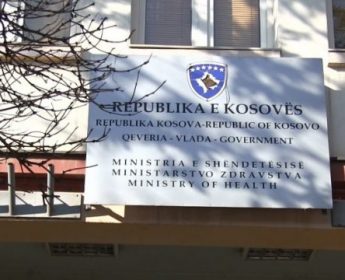 REPUBLIKA E KOSOVËS
REPUBLIKA KOSOVA-REPUBLIC OF KOSOVO
QEVERIA - VLADA - GOVERNMENT
MINISTRIA E SHËNDETËSISË
MINISTARSTVO ZDRAVSTVA
MINISTRY OF HEALTH